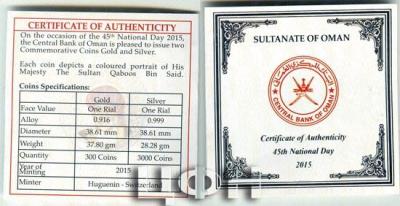 CERTIFICATE OF AUTHENTICITY
On the occasion of the 45th National Day 2015,
the Central Bank of Oman is pleased to issue two
Commemorative Coins Gold and Silver.
Each coin depicts a coloured portrait of His
Majesty The Sultan Qaboos Bin Said.
Coins Specifications:
Gold Silver
Face Value One Rial One Rial
Alloy 0.916 0.999
Diameter 38.61 mm 38.61 mm
Weight 37.80 gm 28.28 gm
Quantity 300 Coins 3000 Coins
Year of
Minting 2015
Minter Huguenin - Switzerland
SULTANATE OF OMAN
البنك المركزي العماني
CENTRAL BANK OF OMAN
Certificate of Authenticity
45th National Day
2015